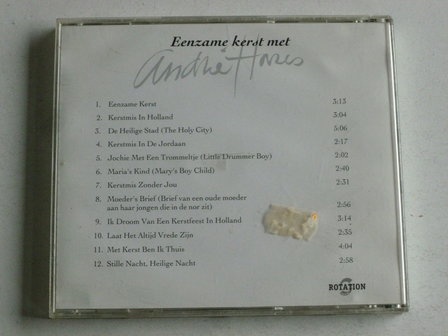 Eenzame kerst met
André Hazes
1. Eenzame Kerst 3:13
2. Kerstmis In Holland 3:04
3. De Heilige Stad (The Holy City) 5:06
4. Kerstmis In De Jordaan 2:17
5. Jochie Met Een Trommeltje (Little Drummer Boy) 2:02
6. Maria's Kind (Mary's Boy Child) 2:40
7. Kerstmis Zonder Jou 2:31
8. Moeder's Brief (Brief van een oude moeder
aan haar jongen die in de nor zit) 2:56
9. Ik Droom Van Een Kerstfeest In Holland 3:14
10. Laat Het Altijd Vrede Zijn 2:35
11. Met Kerst Ben Ik Thuis 4:04
12. Stille Nacht, Heilige Nacht 2:58
ROTATION